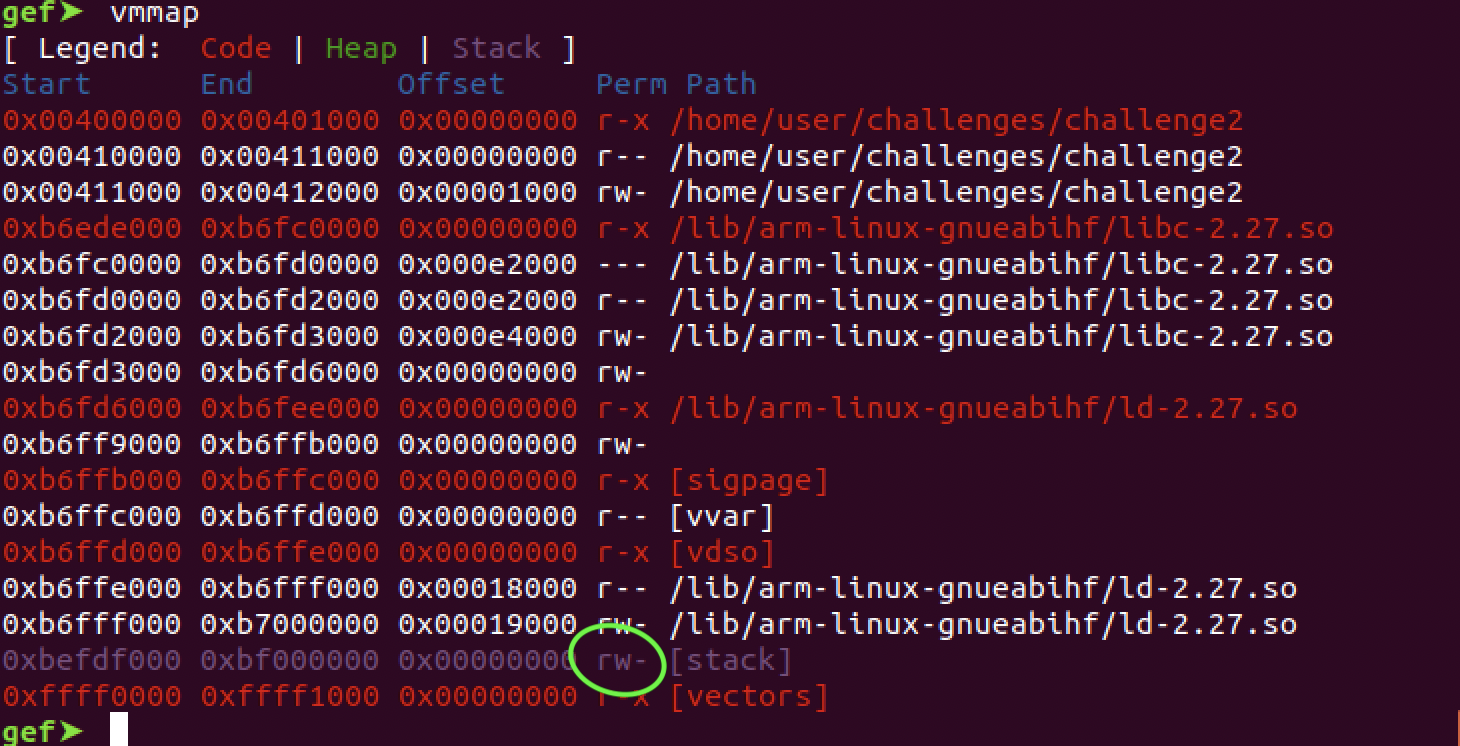 gef➤ vmmap
[ Legend: Code | Heap | Stack ]
Start End Offset Perm Path
0x00400000 0x00401000 0x00000000 r-x /home/user/challenges/challenge2
0x00410000 0x00411000 0x00000000 r-- /home/user/challenges/challenge2
0x00411000 0x00412000 0x00001000 rw- /home/user/challenges/challenge2
0xb6ede000 0xb6fc0000 0x00000000 r-x /lib/arm-linux-gnueabihf/libc-2.27.so
0xb6fc0000 0xb6fd0000 0x000e2000 --- /lib/arm-linux-gnueabihf/libc-2.27.so
0xb6fd0000 0xb6fd2000 0x000e2000 r-- /lib/arm-linux-gnueabihf/libc-2.27.so
0xb6fd2000 0xb6fd3000 0x000e4000 rw- /lib/arm-linux-gnueabihf/libc-2.27.so
0xb6fd3000 0xb6fd6000 0x00000000 rw-
0xb6fd6000 0xb6fee000 0x00000000 r-x /lib/arm-linux-gnueabihf/ld-2.27.so
0xb6ff9000 0xb6ffb000 0x00000000 rw-
0xb6ffb000 0xb6ffc000 0x00000000 r-x [sigpage]
0xb6ffc000 0xb6ffd000 0x00000000 r-- [vvar]
0xb6ffd000 0xb6ffe000 0x00000000 r-x [vdso]
0xb6ffe000 0xb6fff000 0x00018000 r-- /lib/arm-linux-gnueabihf/ld-2.27.so
0xb6fff000 0xb7000000 0x00019000 rw- /lib/arm-linux-gnueabihf/ld-2.27.so
0xbefdf000 0xbf000000 0x00000000 rw- [stack]
0xffff0000 0xffff1000 0x00000000 r-x [vectors]
gef➤